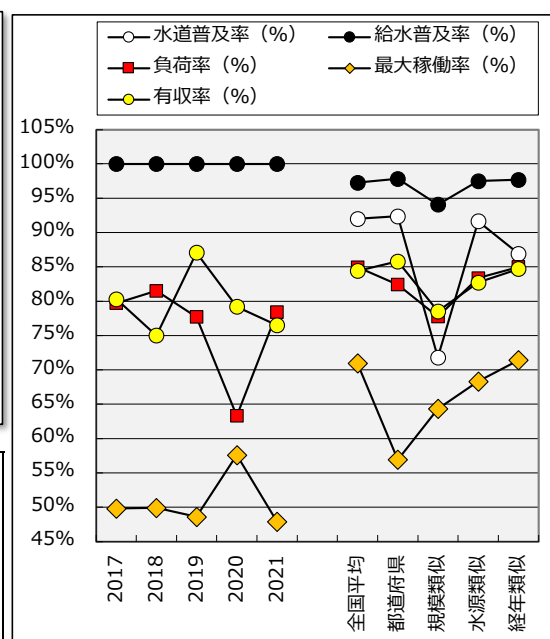 水道普及率（%） 給水普及率（%）
負荷率（%） 最大稼働率（%）
有収率（%）
105%
100%
95%
90%
85%
80%
75%
70%
65%
60%
55%
50%
45%
2017
2018
2019
2020
2021
全国平均
都道府県
規模類似
水源類似
経年類似